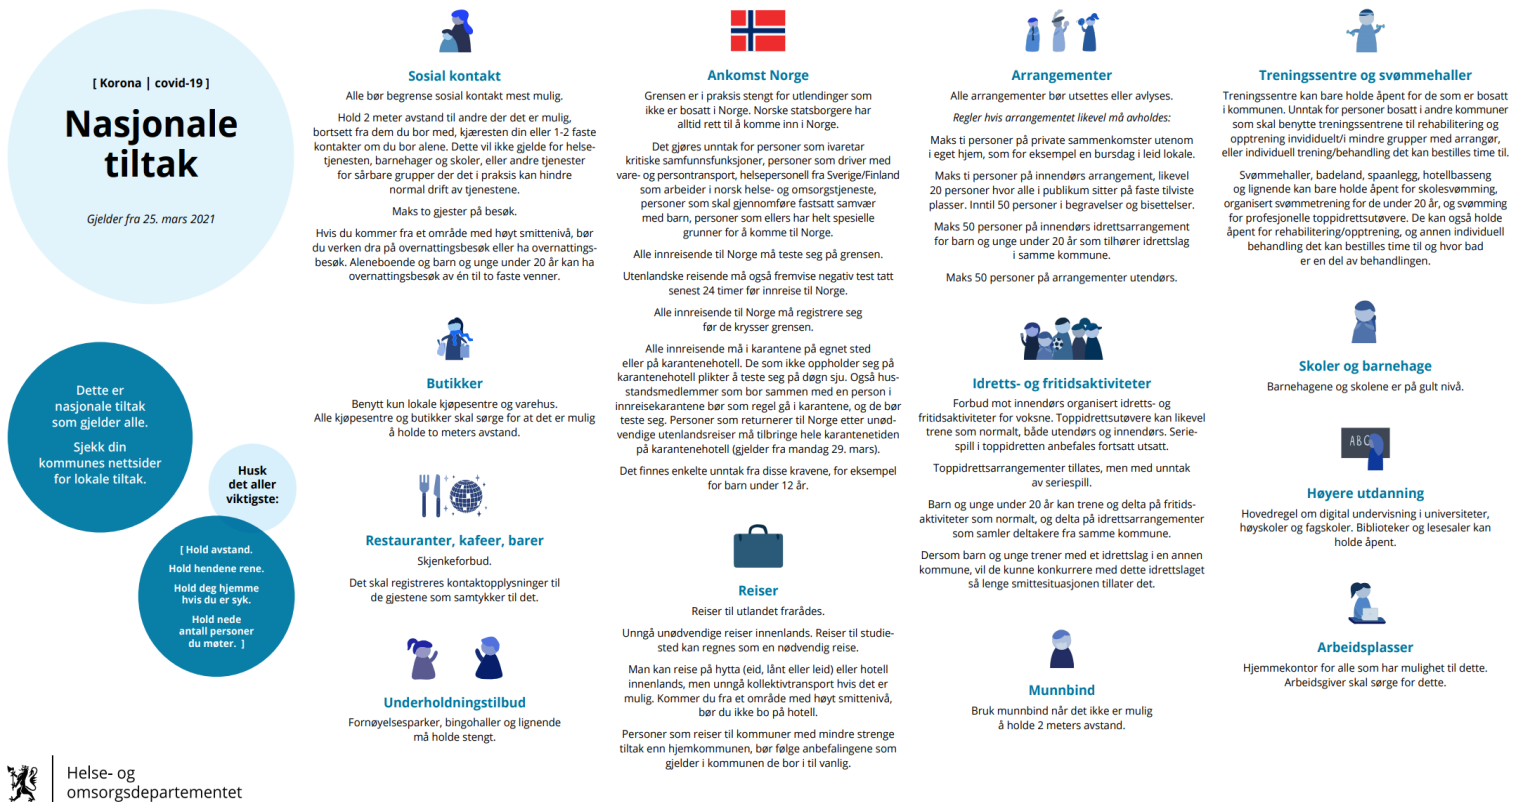 [ Korona | covid-19 ]
Nasjonale
tiltak
Gjelder fra 25. mars 2021
Dette er
nasjonale tiltak
som gjelder alle.
Sjekk din
kommunes nettsider
for lokale tiltak.
Husk
det aller
viktigste:
[ Hold avstand.
Hold hendene rene.
Hold deg hjemme
hvis du er syk.
Hold nede
antall personer
du møter. ]
Helse- og
omsorgsdepartementet
Sosial kontakt
Alle bør begrense sosial kontakt mest mulig.
Hold 2 meter avstand til andre der det er mulig,
bortsett fra dem du bor med, kjæresten din eller 1-2 faste
kontakter om du bor alene. Dette vil ikke gjelde for helse-
tjenesten, barnehager og skoler, eller andre tjenester
for sårbare grupper der det i praksis kan hindre
normal drift av tjenestene.
Maks to gjester på besøk.
Hvis du kommer fra et område med høyt smittenivå, bør
du verken dra på overnattingsbesøk eller ha overnattings-
besøk. Aleneboende og barn og unge under 20 år kan ha
overnattingsbesøk av én til to faste venner.
Butikker
Benytt kun lokale kjøpesentre og varehus.
Alle kjøpesentre og butikker skal sørge for at det er mulig
å holde to meters avstand.
Restauranter, kafeer, barer
Skjenkeforbud.
Det skal registreres kontaktopplysninger til
de gjestene som samtykker til det.
Underholdningstilbud
Fornøyelsesparker, bingohaller og lignende
må holde stengt.
Ankomst Norge
Grensen er i praksis stengt for utlendinger som
ikke er bosatt i Norge. Norske statsborgere har
alltid rett til å komme inn i Norge.
Det gjøres unntak for personer som ivaretar
kritiske samfunnsfunksjoner, personer som driver med
vare- og persontransport, helsepersonell fra Sverige/Finland
som arbeider i norsk helse- og omsorgstjeneste,
personer som skal gjennomføre fastsatt samvær
med barn, personer som ellers har helt spesielle
grunner for å komme til Norge.
Alle innreisende til Norge må teste seg på grensen.
Utenlandske reisende må også fremvise negativ test tatt
senest 24 timer før innreise til Norge.
Alle innreisende til Norge må registrere seg
før de krysser grensen.
Alle innreisende må i karantene på egnet sted
eller på karantenehotell. De som ikke oppholder seg på
karantenehotell plikter å teste seg på døgn sju. Også hus-
standsmedlemmer som bor sammen med en person i
innreisekarantene bør som regel gå i karantene, og de bør
teste seg. Personer som returnerer til Norge etter unød-
vendige utenlandsreiser må tilbringe hele karantenetiden
på karantenehotell (gjelder fra mandag 29. mars).
Det finnes enkelte unntak fra disse kravene, for eksempel
for barn under 12 år.
Reiser
Reiser til utlandet frarådes.
Unngå unødvendige reiser innenlands. Reiser til studie-
sted kan regnes som en nødvendig reise.
Man kan reise på hytta (eid, lånt eller leid) eller hotell
innenlands, men unngå kollektivtransport hvis det er
mulig. Kommer du fra et område med høyt smittenivå,
bør du ikke bo på hotell.
Personer som reiser til kommuner med mindre strenge
tiltak enn hjemkommunen, bør følge anbefalingene som
gjelder i kommunen de bor i til vanlig.
Arrangementer
Alle arrangementer bør utsettes eller avlyses.
Regler hvis arrangementet likevel må avholdes:
Maks ti personer på private sammenkomster utenom
i eget hjem, som for eksempel en bursdag i leid lokale.
Maks ti personer på innendørs arrangement, likevel
20 personer hvor alle i publikum sitter på faste tilviste
plasser. Inntil 50 personer i begravelser og bisettelser.
Maks 50 personer på innendørs idrettsarrangement
for barn og unge under 20 år som tilhører idrettslag
i samme kommune.
Maks 50 personer på arrangementer utendørs.
Idretts- og fritidsaktiviteter
Forbud mot innendørs organisert idretts- og
fritidsaktiviteter for voksne. Toppidrettsutøvere kan likevel
trene som normalt, både utendørs og innendørs. Serie-
spill i toppidretten anbefales fortsatt utsatt.
Toppidrettsarrangementer tillates, men med unntak
av seriespill.
Barn og unge under 20 år kan trene og delta på fritids-
aktiviteter som normalt, og delta på idrettsarrangementer
som samler deltakere fra samme kommune.
Dersom barn og unge trener med et idrettslag i en annen
kommune, vil de kunne konkurrere med dette idrettslaget
så lenge smittesituasjonen tillater det.
Munnbind
Bruk munnbind når det ikke er mulig
å holde 2 meters avstand.
Treningssentre og svømmehaller
Treningssentre kan bare holde åpent for de som er bosatt
i kommunen. Unntak for personer bosatt i andre kommuner
som skal benytte treningssentrene til rehabilitering og
opptrening invididuelt/i mindre grupper med arrangør,
eller individuell trening/behandling det kan bestilles time til.
Svømmehaller, badeland, spaanlegg, hotellbasseng
og lignende kan bare holde åpent for skolesvømming,
organisert svømmetrening for de under 20 år, og svømming
for profesjonelle toppidrettsutøvere. De kan også holde
åpent for rehabilitering/opptrening, og annen individuell
behandling det kan bestilles time til og hvor bad
er en del av behandlingen.
Skoler og barnehage
Barnehagene og skolene er på gult nivå.
ABC
Høyere utdanning
Hovedregel om digital undervisning i universiteter,
høyskoler og fagskoler. Biblioteker og lesesaler kan
holde åpent.
Arbeidsplasser
Hjemmekontor for alle som har mulighet til dette.
Arbeidsgiver skal sørge for dette.